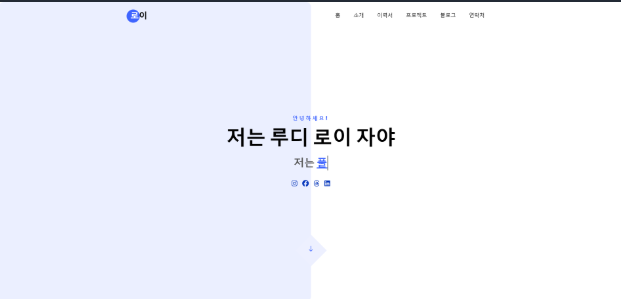 로이
홈 소개 이력서 프로젝트 블로그 연락처
안녕하세요!
저는 루디 로이 자야
저는 풀